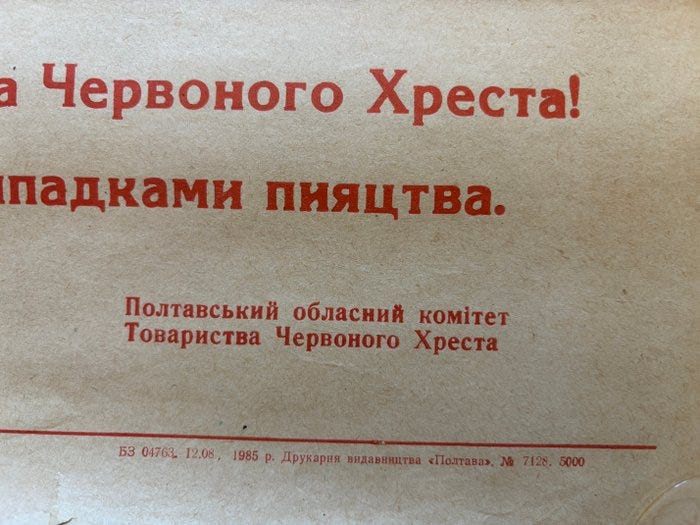 а Червоного Хреста!
ипадками пияцтва.
Полтавський обласний комітет
Товариства Червоного Хреста
БЗ 04763. 12.08, 1985 р. Друкарня видавництва «Полтава». № 7128. 5000